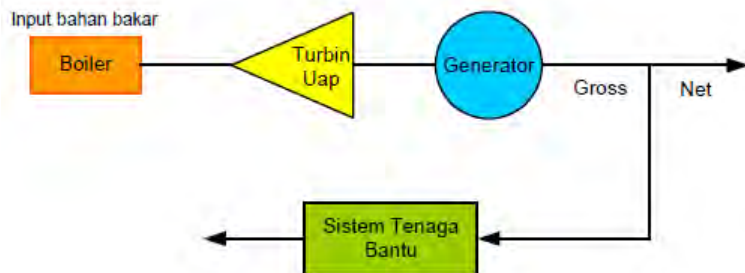 Input bahan bakar
Boiler
Turbin
Uap
Generator
Gross
Net
Sistem Tenaga
Bantu